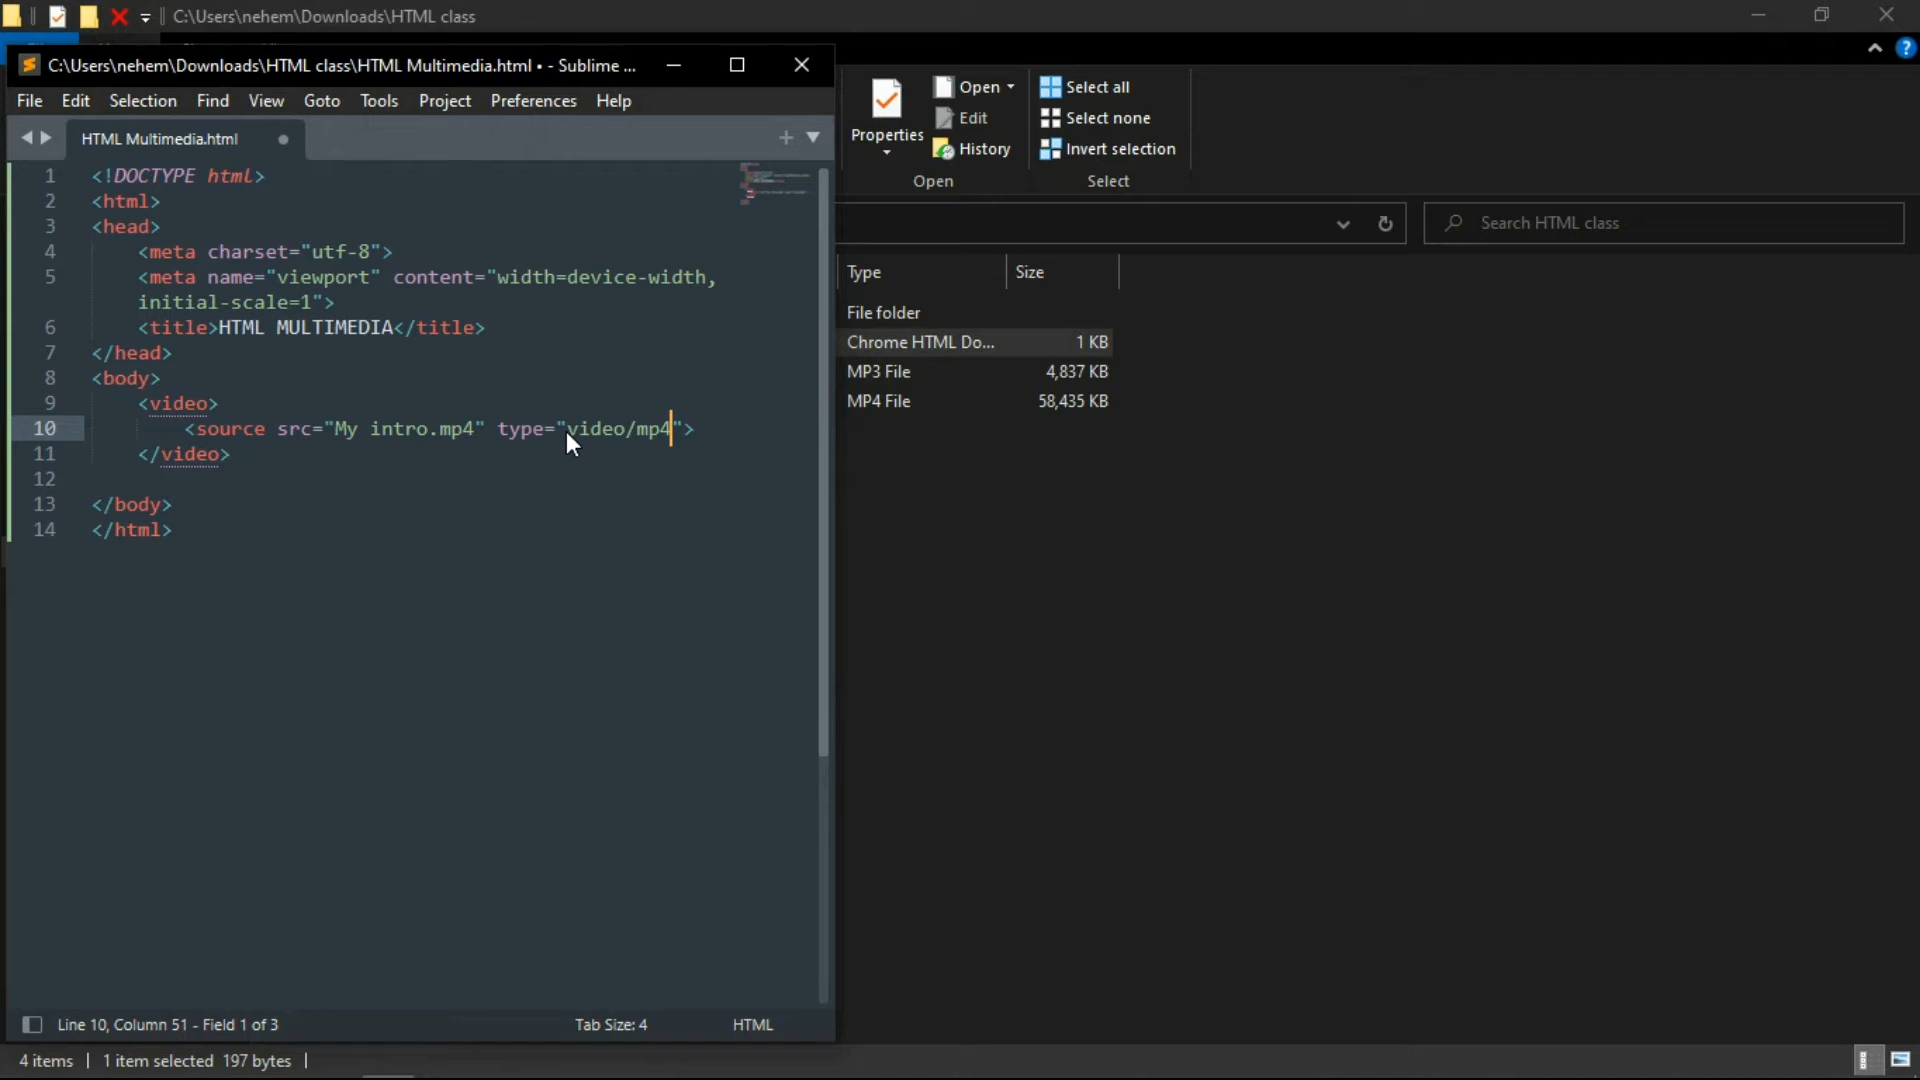 C:\Users\nehem\Downloads\HTML class
C:\Users\nehem\Downloads\HTML class\HTML Multimedia.html • - Sublime ...
File Edit Selection Find View Goto Tools Project Preferences Help
HTML Multimedia.html
1 <!DOCTYPE html>
2 <html>
3 <head>
4 <meta charset="utf-8">
5 <meta name="viewport" content="width=device-width,
initial-scale=1">
6 <title>HTML MULTIMEDIA</title>
7 </head>
8 <body>
9 <video>
10 <source src="My intro.mp4" type="video/mp4">
11 </video>
12
13 </body>
14 </html>
Line 10, Column 51 - Field 1 of 3 Tab Size: 4 HTML
Properties
Open
Edit
History
Open
Select all
Select none
Invert selection
Select
Search HTML class
Type Size
File folder
Chrome HTML Do... 1 KB
MP3 File 4,837 KB
MP4 File 58,435 KB
4 items 1 item selected 197 bytes